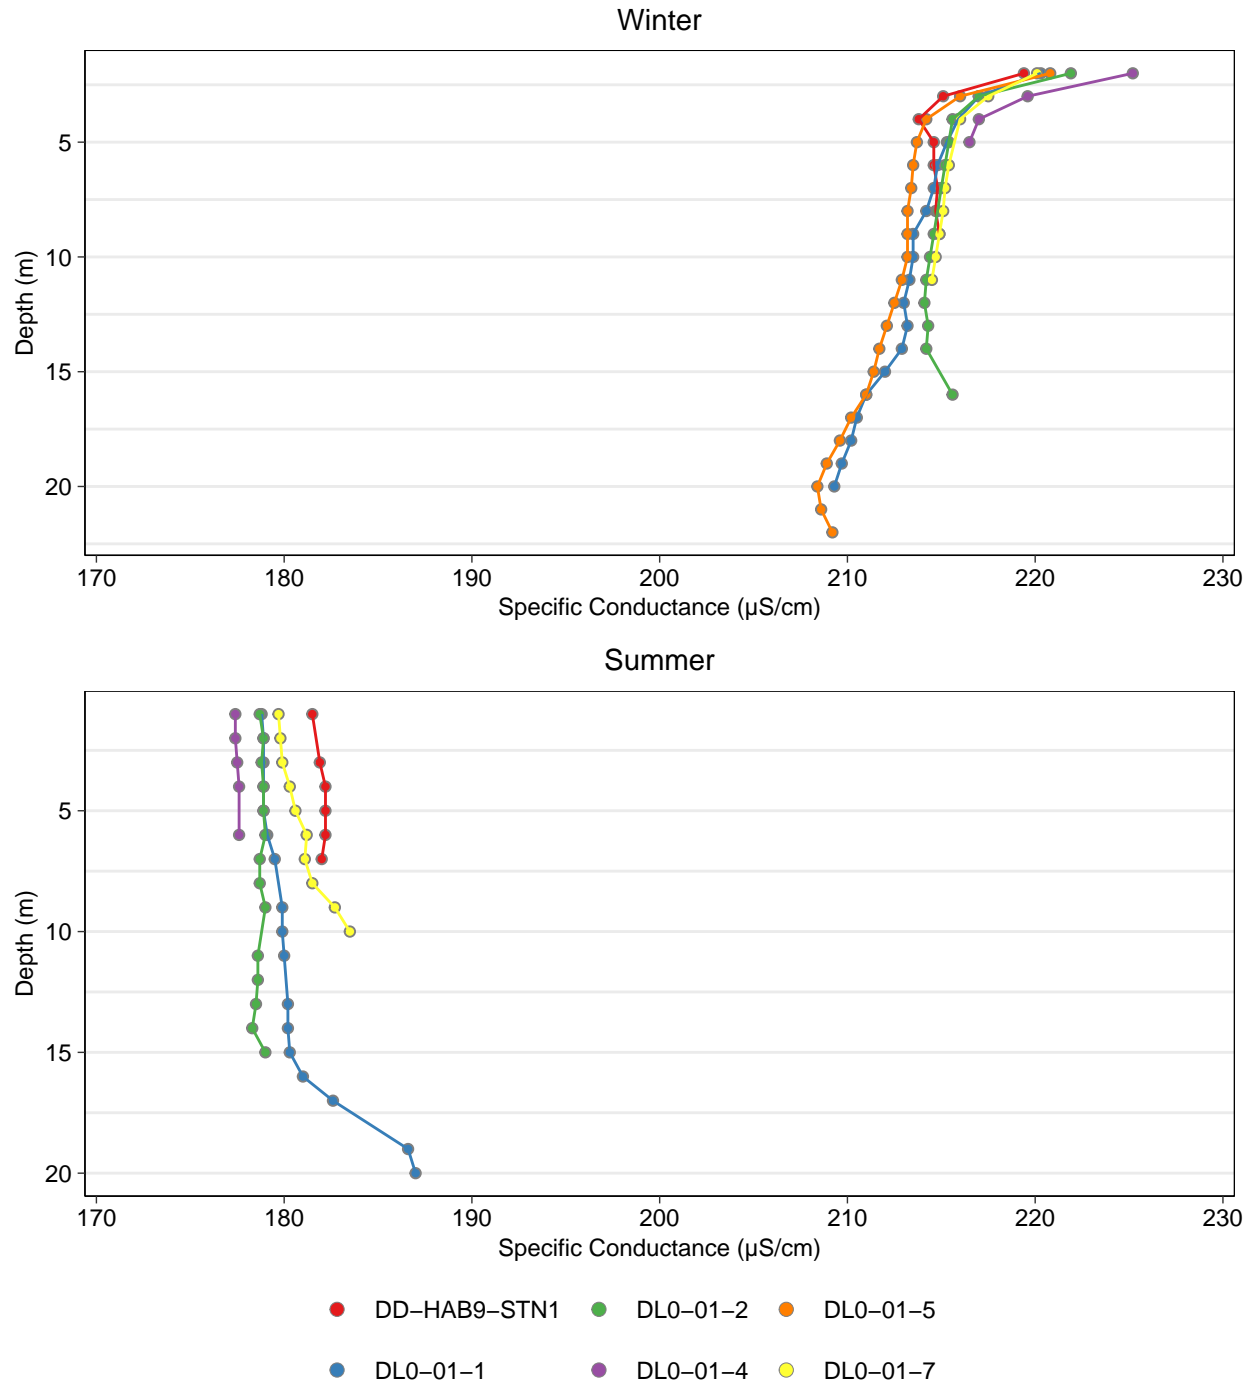 Winter
5
10
15
20
Depth (m)
170 180 190 200 210 220 230
Specific Conductance (µS/cm)
Summer
5
10
15
20
Depth (m)
170 180 190 200 210 220 230
Specific Conductance (µS/cm)
DD−HAB9−STN1 DL0−01−2 DL0−01−5
DL0−01−1 DL0−01−4 DL0−01−7